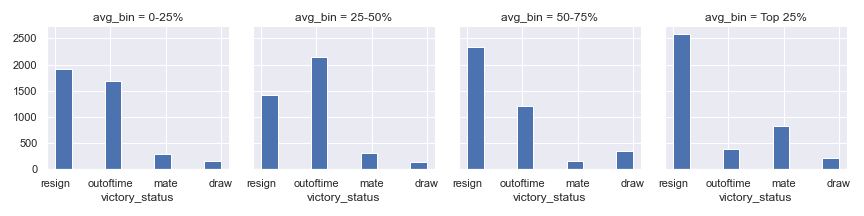 avg_bin = 0-25% avg_bin = 25-50% avg_bin = 50-75% avg_bin = Top 25%
2500
2000
1500
1000
500
0
resign outoftime mate draw resign outoftime mate draw resign outoftime mate draw resign outoftime mate draw
victory_status victory_status victory_status victory_status